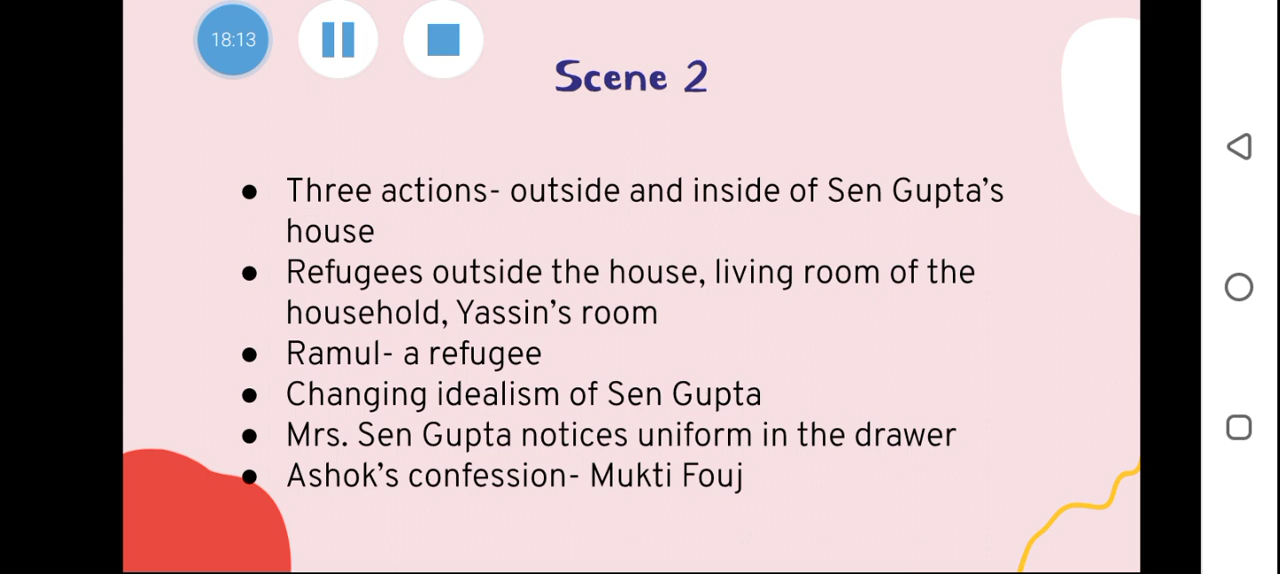 18:13
Scene 2
● Three actions- outside and inside of Sen Gupta's
house
● Refugees outside the house, living room of the
household, Yassin's room
● Ramul- a refugee
● Changing idealism of Sen Gupta
● Mrs. Sen Gupta notices uniform in the drawer
● Ashok's confession- Mukti Fouj